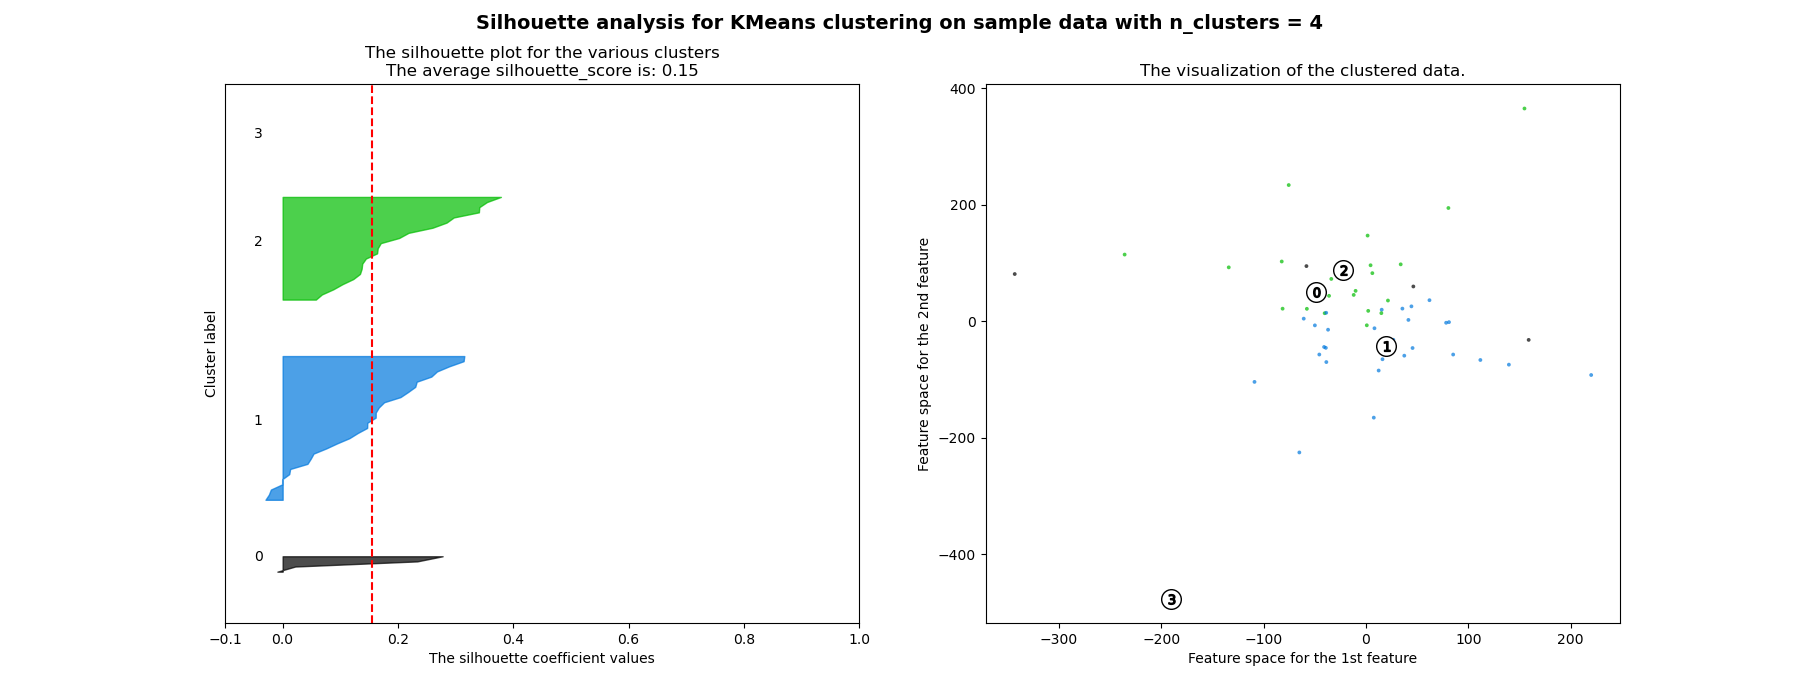 Silhouette analysis for KMeans clustering on sample data with n_clusters = 4
The silhouette plot for the various clusters
The average silhouette_score is: 0.15
3
2
1
0
Cluster label
−0.1 0.0 0.2 0.4 0.6 0.8 1.0
The silhouette coefficient values
The visualization of the clustered data.
400
200
0
−200
−400
Feature space for the 2nd feature
2
0
1
3
−300 −200 −100 0 100 200
Feature space for the 1st feature